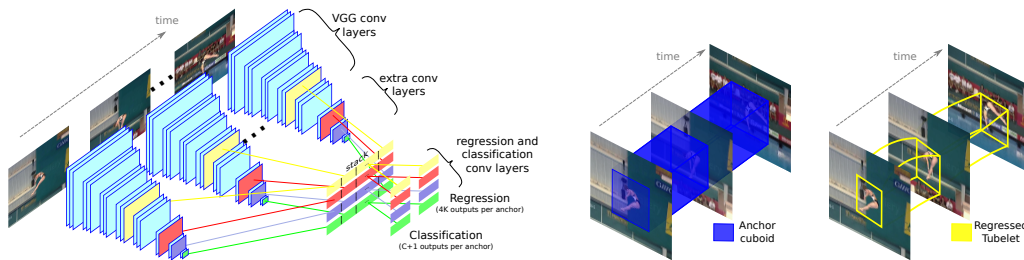 time
VGG conv
layers
extra conv
layers
stack
regression and
classification
conv layers
Regression
(4K outputs per anchor)
Classification
(C+1 outputs per anchor)
time
Anchor
cuboid
time
Regressed
Tubelet